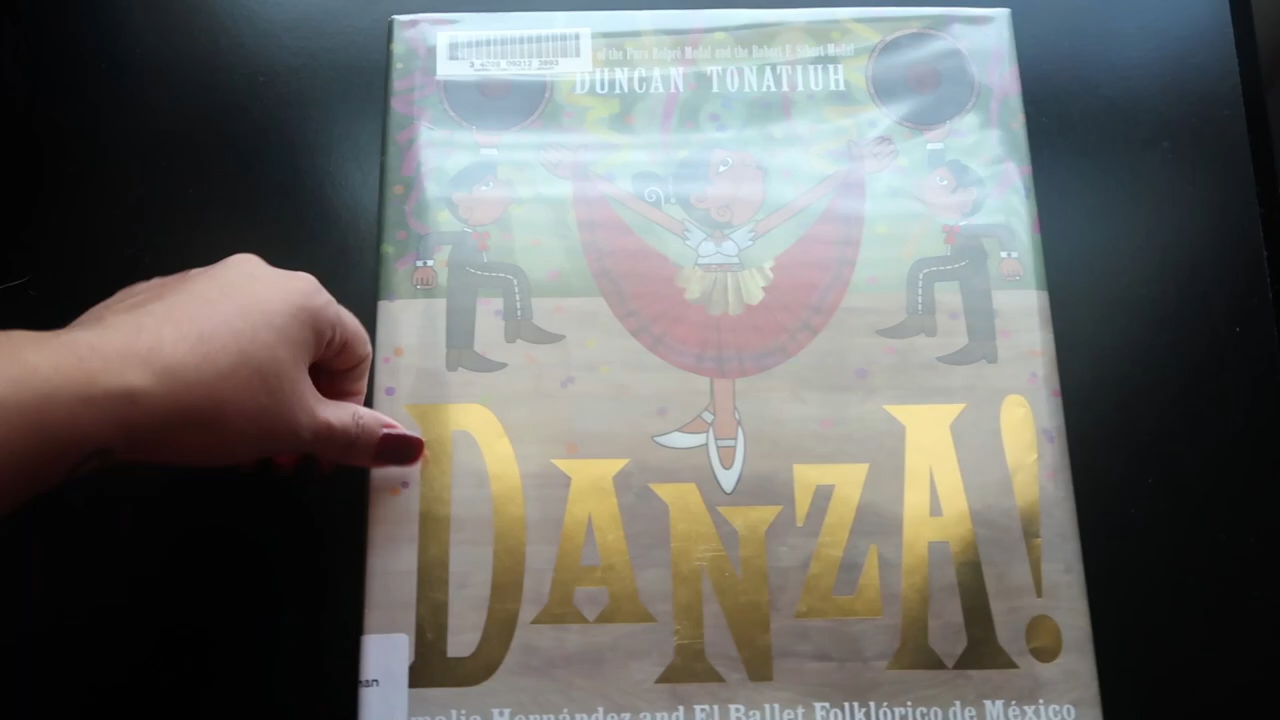 of the Pura Belpré Medal and the Robert F. Sibert Medal
DUNCAN TONATIUH
DANZA!
malia Hernández and El Ballet Folklórico de México